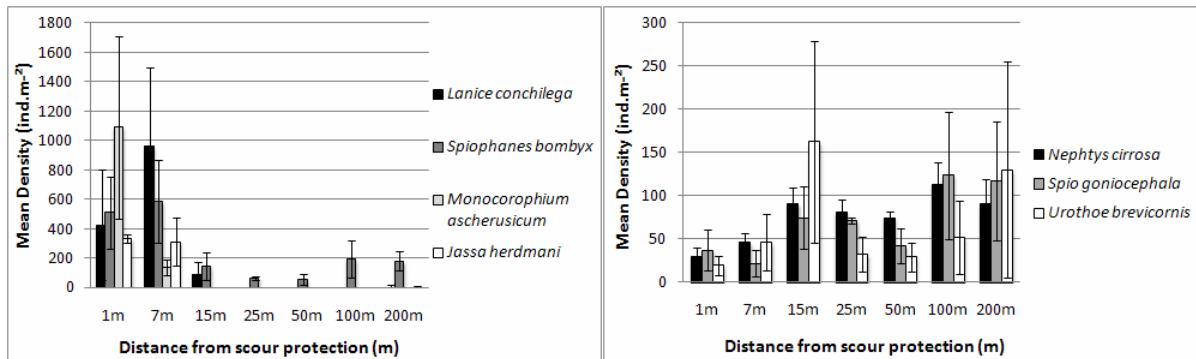 1800
1600
1400
1200
1000
800
600
400
200
0
Mean Density (ind.m-²)
1m 7m 15m 25m 50m 100m 200m
Distance from scour protection (m)
Lanice conchilega
Spiophanes bombyx
Monocorophium
ascherusicum
Jassa herdmani
300
250
200
150
100
50
0
Mean Density (ind.m-²)
1m 7m 15m 25m 50m 100m 200m
Distance from scour protection (m)
Nephtys cirrosa
Spio goniocephala
Urothoe brevicornis